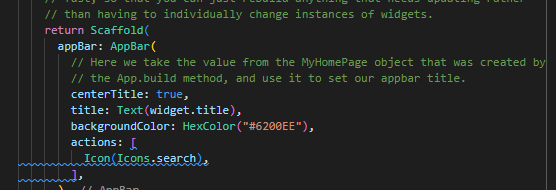 // fast, so that you can just rebuild anything that needs updating rather
// than having to individually change instances of widgets.
return Scaffold(
appBar: AppBar(
// Here we take the value from the MyHomePage object that was created by
// the App.build method, and use it to set our appbar title.
centerTitle: true,
title: Text(widget.title),
backgroundColor: HexColor("#6200EE"),
actions: [
Icon(Icons.search),
],
) // AppBar